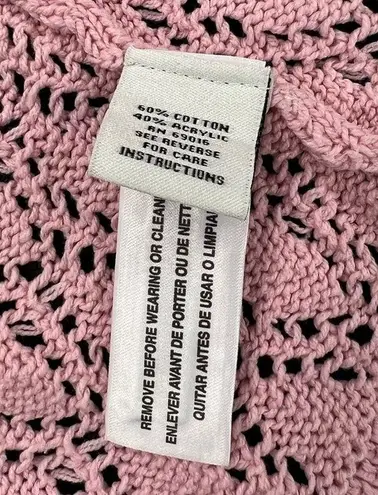 60% COTTON
40% ACRYLIC
RN 69016
SEE REVERSE
FOR CARE
INSTRUCTIONS
REMOVE BEFORE WEARING OR CLEAN
ENLEVER AVANT DE PORTER OU DE NETT
QUITAR ANTES DE USAR O LIMPIA